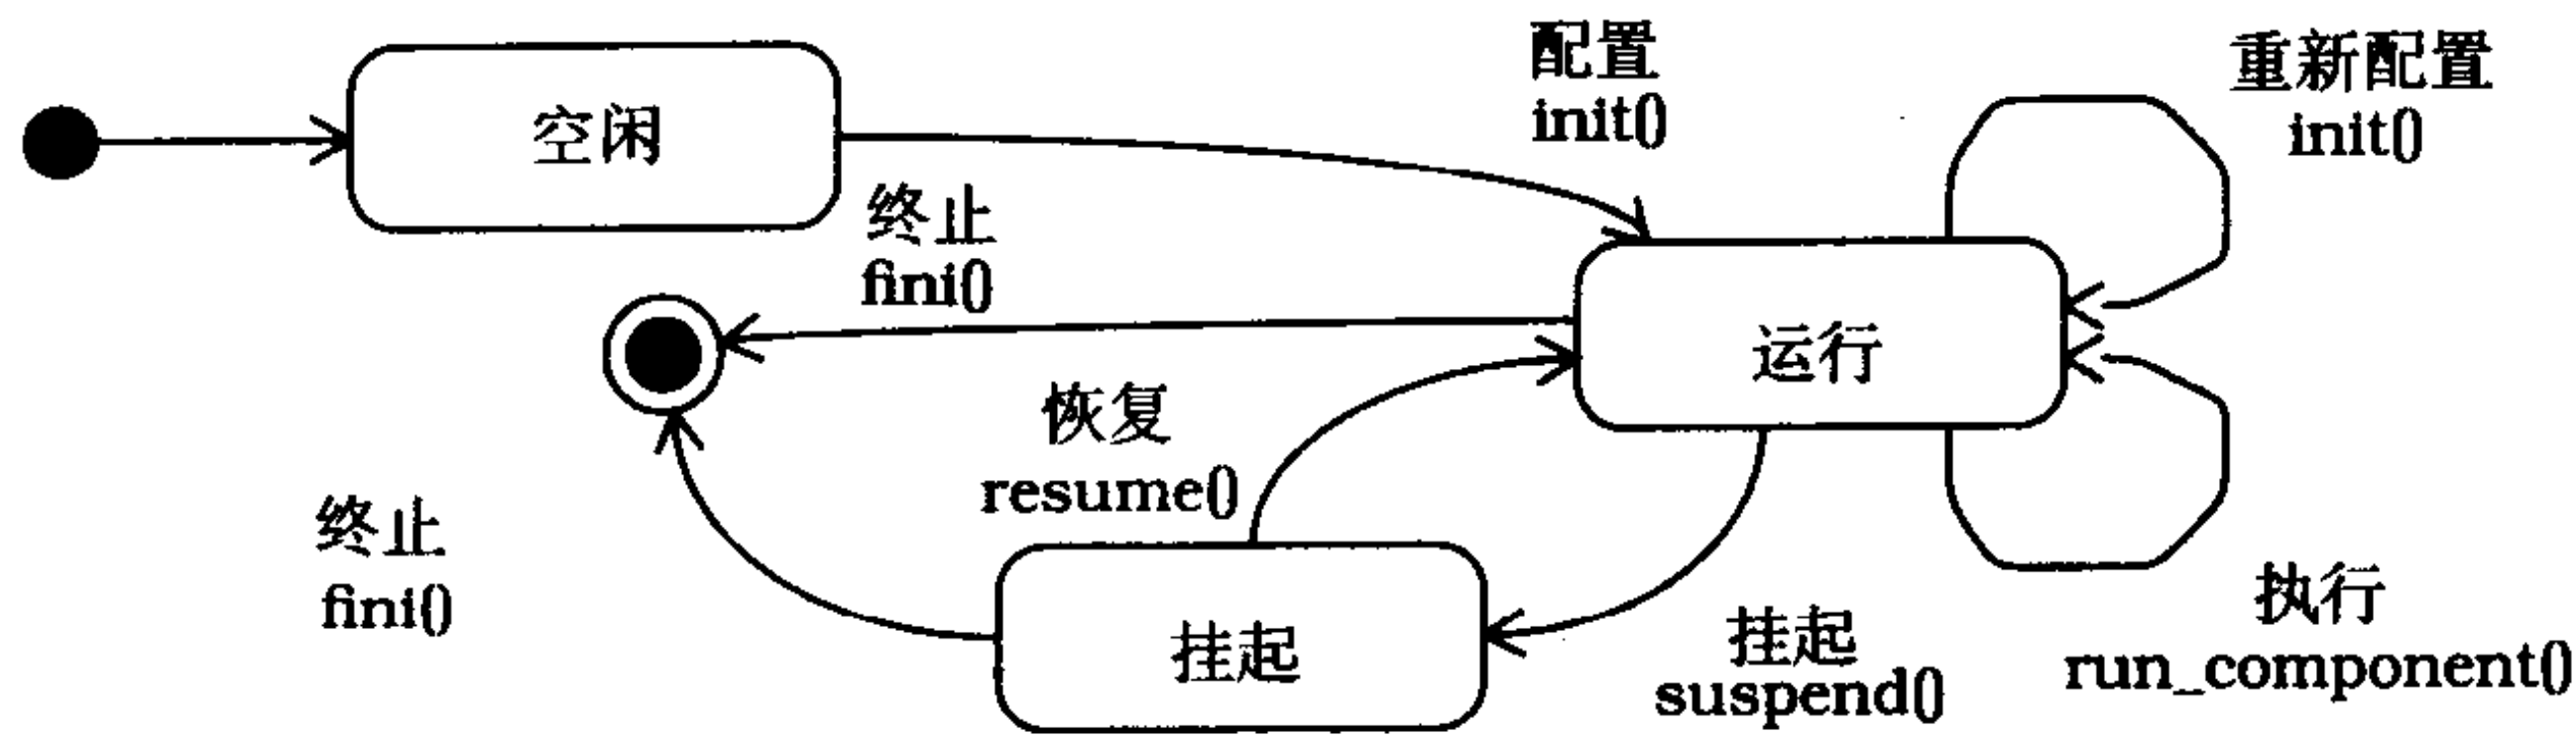 空闲
配置
init()
重新配置
init()
终止
fini()
运行
恢复
resume()
终止
fini()
挂起
挂起
suspend()
执行
run_component()